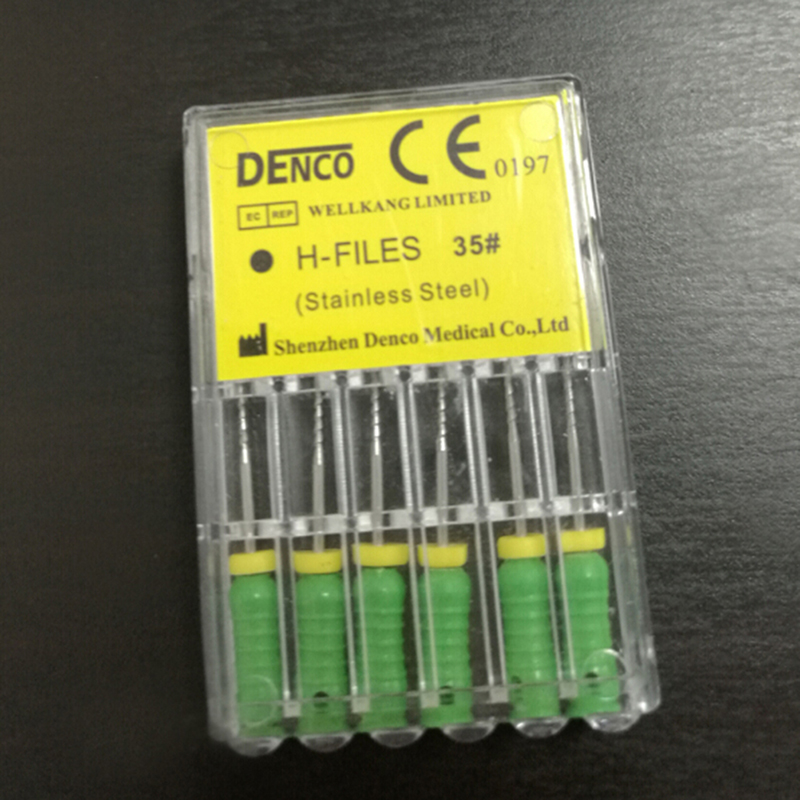 DENCO CE 0197
EC REP WELLKANG LIMITED
H-FILES 35#
(Stainless Steel)
Shenzhen Denco Medical Co.,Ltd